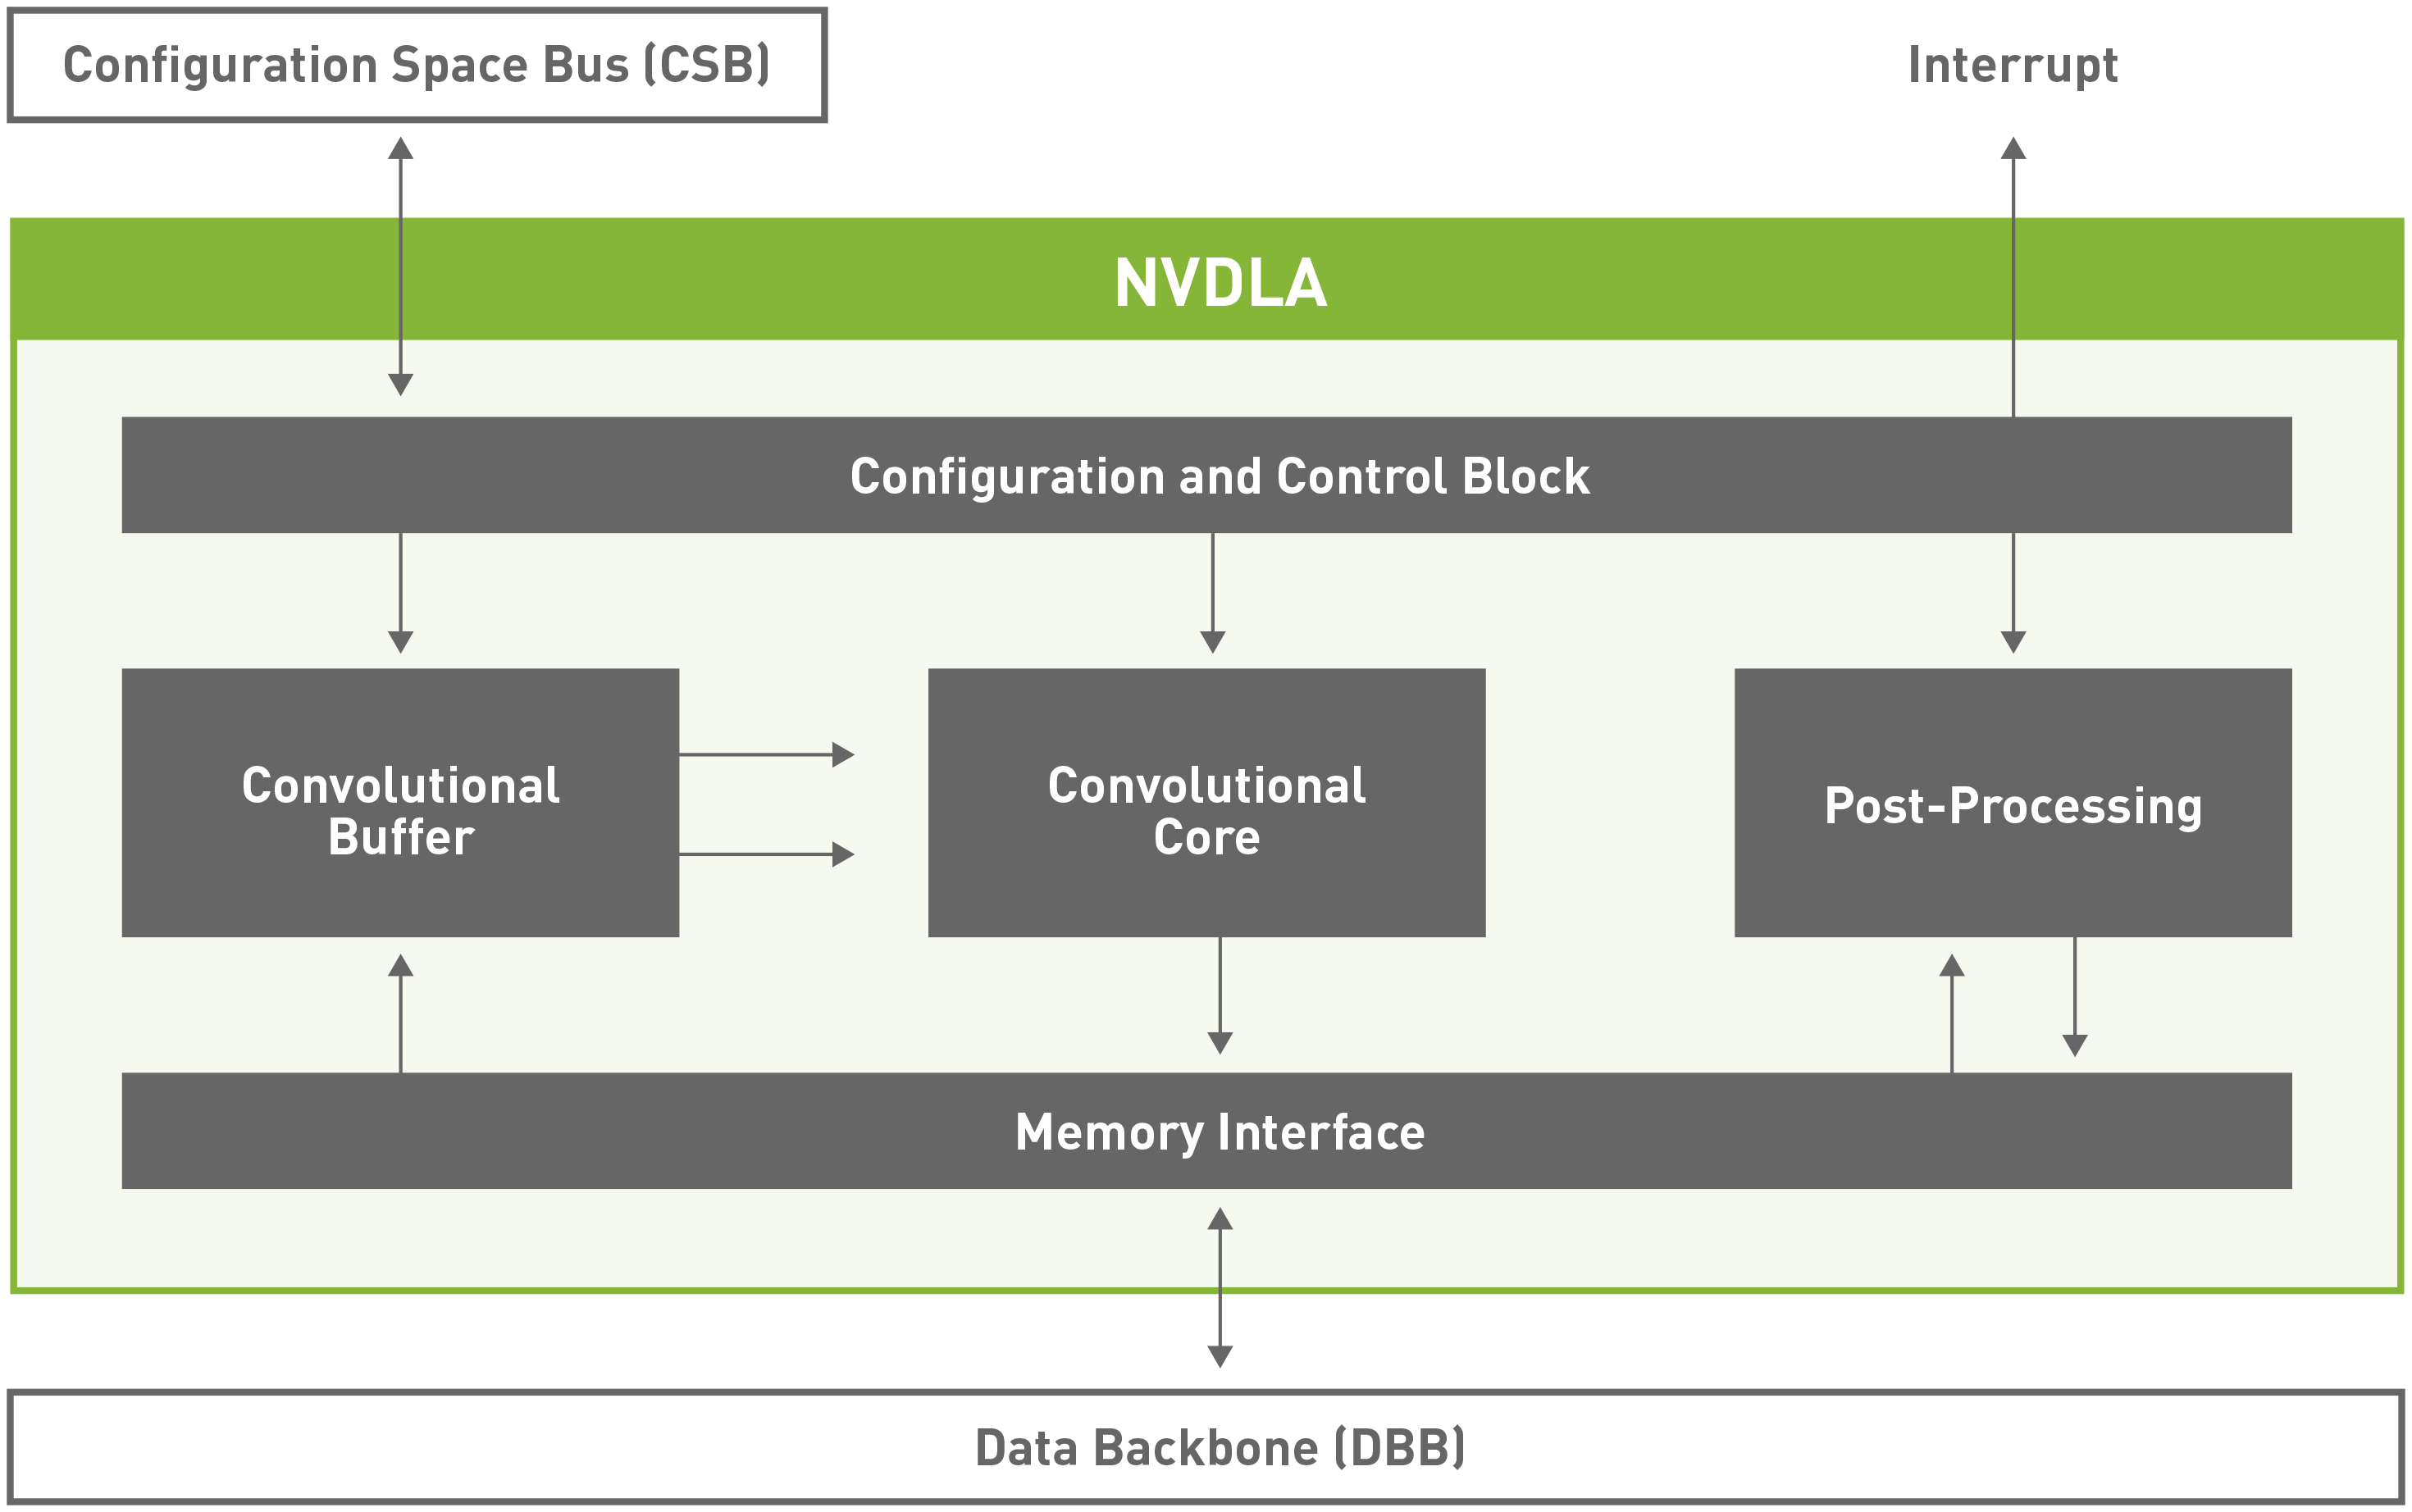 Configuration Space Bus (CSB)
Interrupt
NVDLA
Configuration and Control Block
Convolutional
Buffer
Convolutional
Core
Post-Processing
Memory Interface
Data Backbone (DBB)